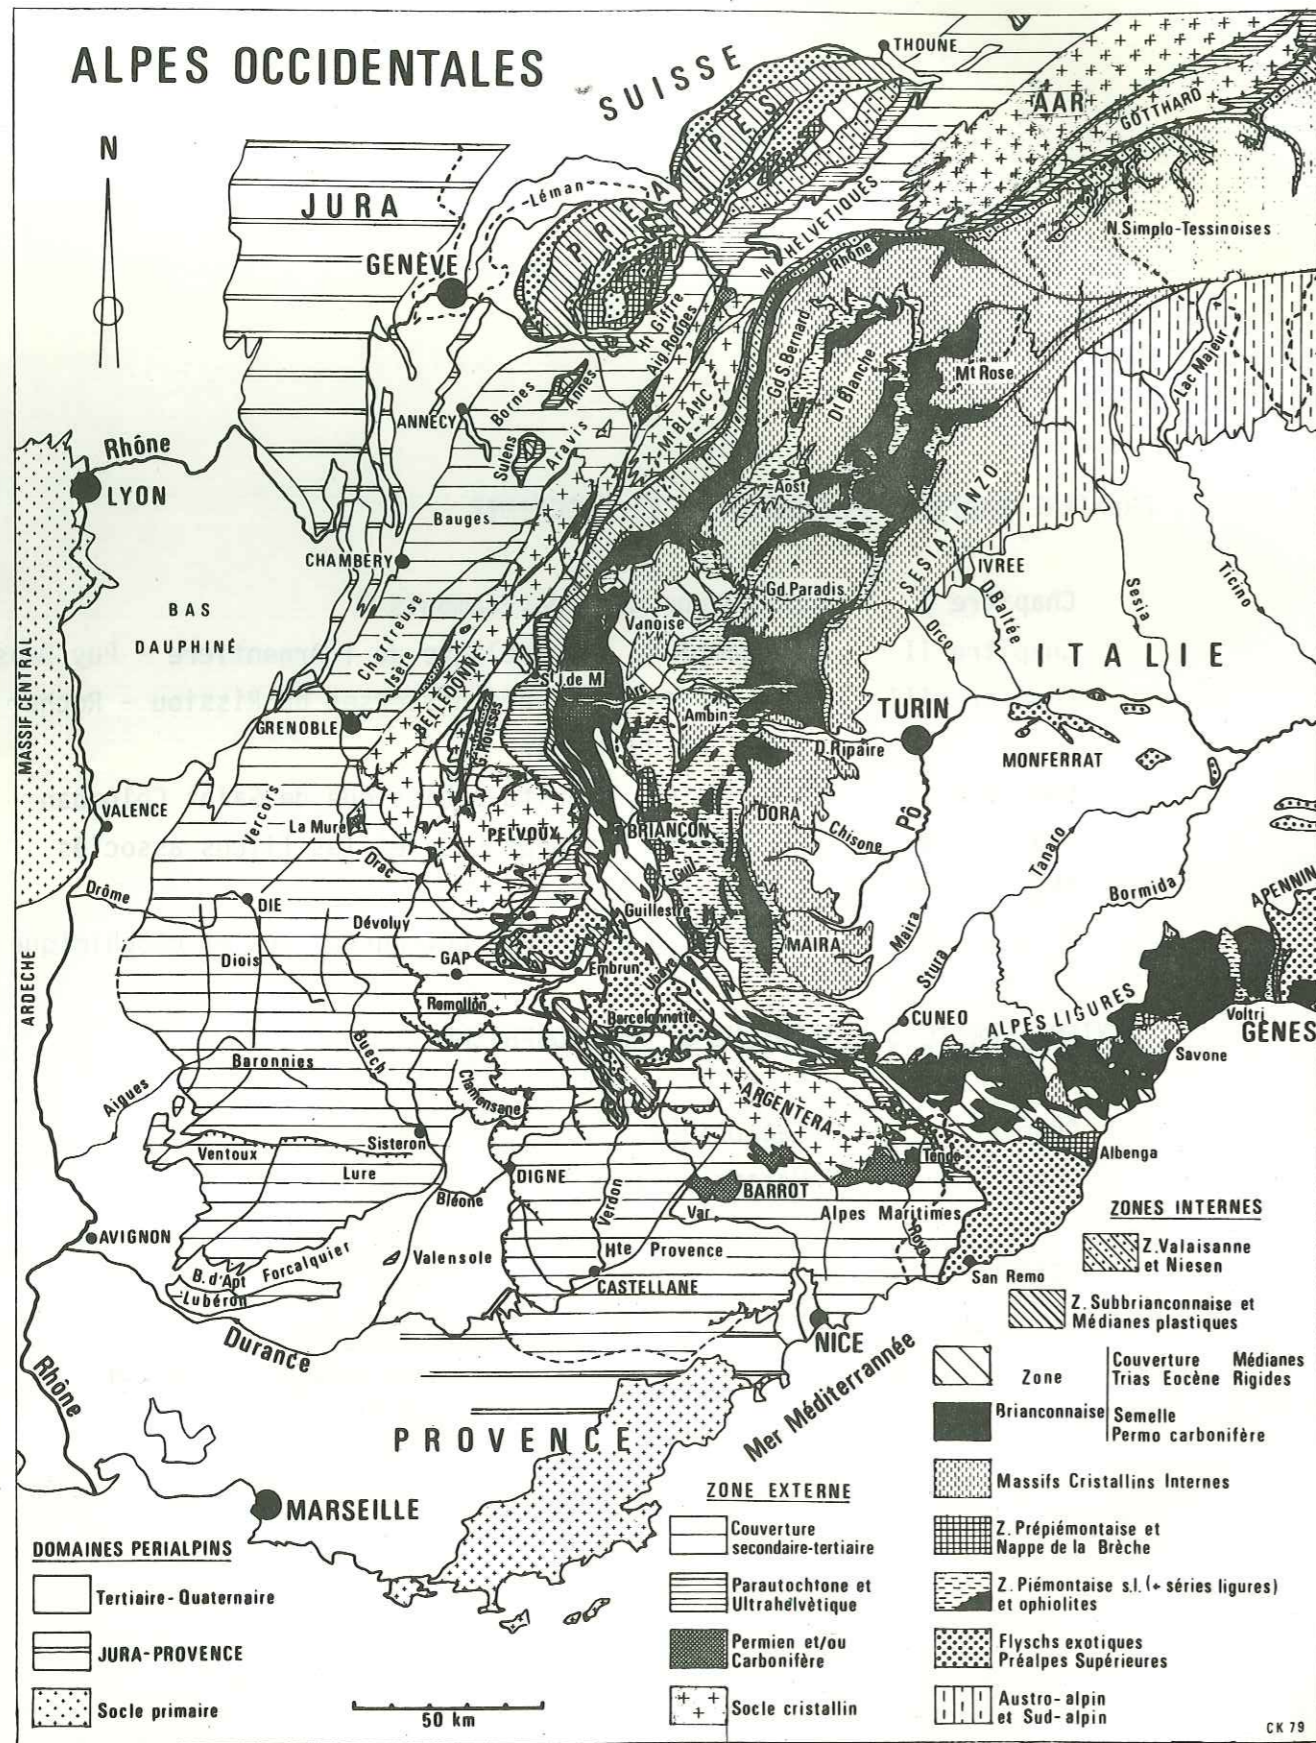 ALPES OCCIDENTALES
N
SUISSE
THOUNE
AAR
GOTTHARD
PREALPES
N. HELVETIQUES
N. Simplo-Tessinoises
JURA
Léman
GENÈVE
PREALPES
Ht Giffre
Aig Rouges
Rhône
Gd S. Bernard
Dt Blanche
Mt Rose
Lac Majeur
Bornes
Annes
ANNECY
Sulens
Aravis
Mt BLANC
Rhône
LYON
Aost
Bauges
SESIA-LANZO
CHAMBERY
IVREE
Gd Paradis
D. Baltée
Sesia
Ticino
BAS
DAUPHINÉ
Chartreuse
Isère
Vanoise
Orco
ITALIE
MASSIF CENTRAL
BELLEDONNE
St J. de M
Arc
GRENOBLE
G. Rousses
Ambin
TURIN
D. Ripaire
MONFERRAT
VALENCE
Vercors
La Mure
PELVOUX
BRIANÇON
DORA
Chisone
Pô
Drac
Guil
Tanaro
Drôme
DIE
Dévoluy
Guillestre
Bormida
APENNIN
Diois
GAP
Embrun
Ubaye
MAIRA
Maira
Stura
ARDECHE
Remollon
Barcelonnette
CUNEO
ALPES LIGURES
Voltri
GÊNES
Savone
Baronnies
Buech
Clamensane
ARGENTERA
Aigues
Sisteron
Ventoux
Lure
DIGNE
Tende
Albenga
Bléone
Verdon
BARROT
Var
Alpes Maritimes
Roya
AVIGNON
Forcalquier
Valensole
Hte Provence
B. d'Apt
Lubéron
CASTELLANE
San Remo
Durance
NICE
Rhône
Mer Méditerrannée
PROVENCE
MARSEILLE
DOMAINES PERIALPINS
Tertiaire-Quaternaire
JURA-PROVENCE
Socle primaire
50 km
ZONE EXTERNE
Couverture
secondaire-tertiaire
Parautochtone et
Ultrahelvètique
Permien et/ou
Carbonifère
Socle cristallin
ZONES INTERNES
Z. Valaisanne
et Niesen
Z. Subbrianconnaise et
Médianes plastiques
Zone
Brianconnaise
Couverture Médianes
Trias Eocène Rigides
Semelle
Permo carbonifère
Massifs Cristallins Internes
Z. Prépiémontaise et
Nappe de la Brèche
Z. Piémontaise s.l. (+ séries ligures)
et ophiolites
Flyschs exotiques
Préalpes Supérieures
Austro-alpin
et Sud-alpin
CK 79